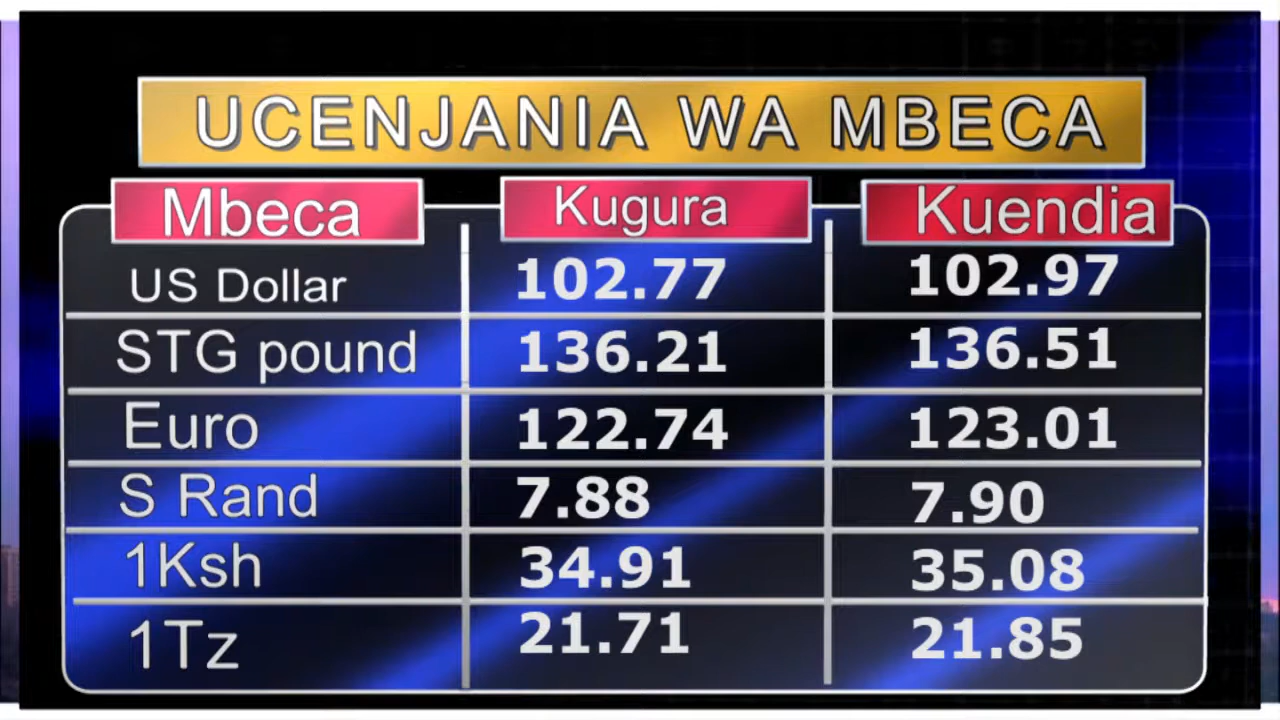 UCENJANIA WA MBECA
Mbeca Kugura Kuendia
US Dollar 102.77 102.97
STG pound 136.21 136.51
Euro 122.74 123.01
S Rand 7.88 7.90
1Ksh 34.91 35.08
1Tz 21.71 21.85